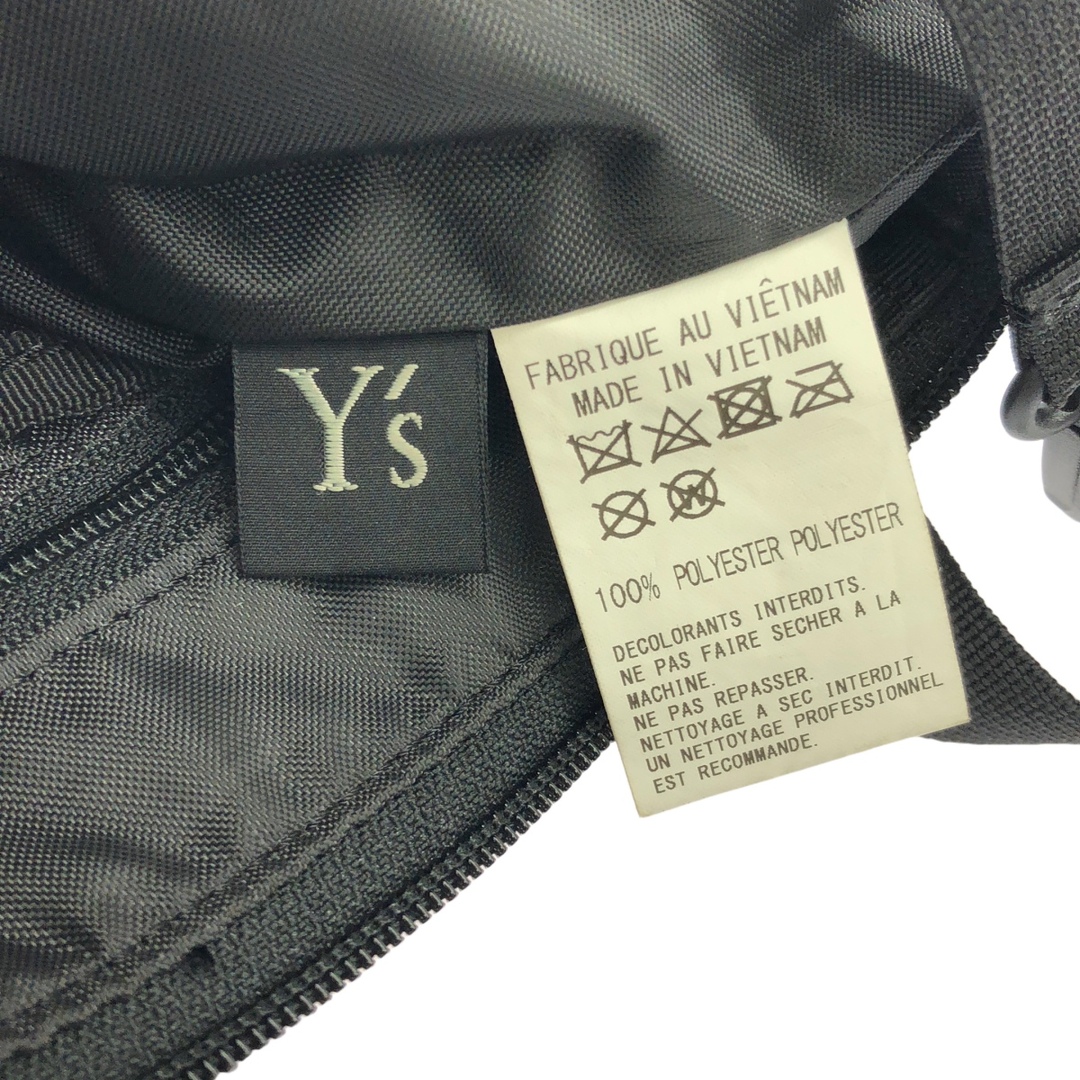 Y's
FABRIQUE AU VIÊTNAM
MADE IN VIETNAM
W
100% POLYESTER POLYESTER
DECOLORANTS INTERDITS.
NE PAS FAIRE SECHER A LA
MACHINE.
NE PAS REPASSER.
NETTOYAGE A SEC INTERDIT.
UN NETTOYAGE PROFESSIONNEL
EST RECOMMANDE.